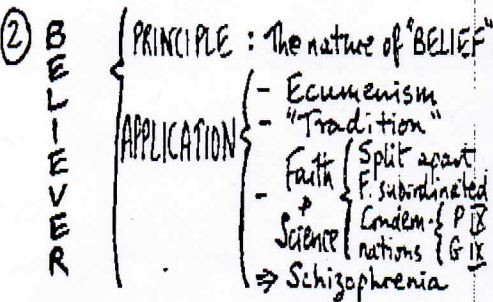 ② BELIEVER
PRINCIPLE : The nature of "BELIEF"
APPLICATION
- Ecumenism
- "Tradition"
- Faith & Science
Split apart
F. subordinated
Condem-nations
P IX
G IX
⇒ Schizophrenia